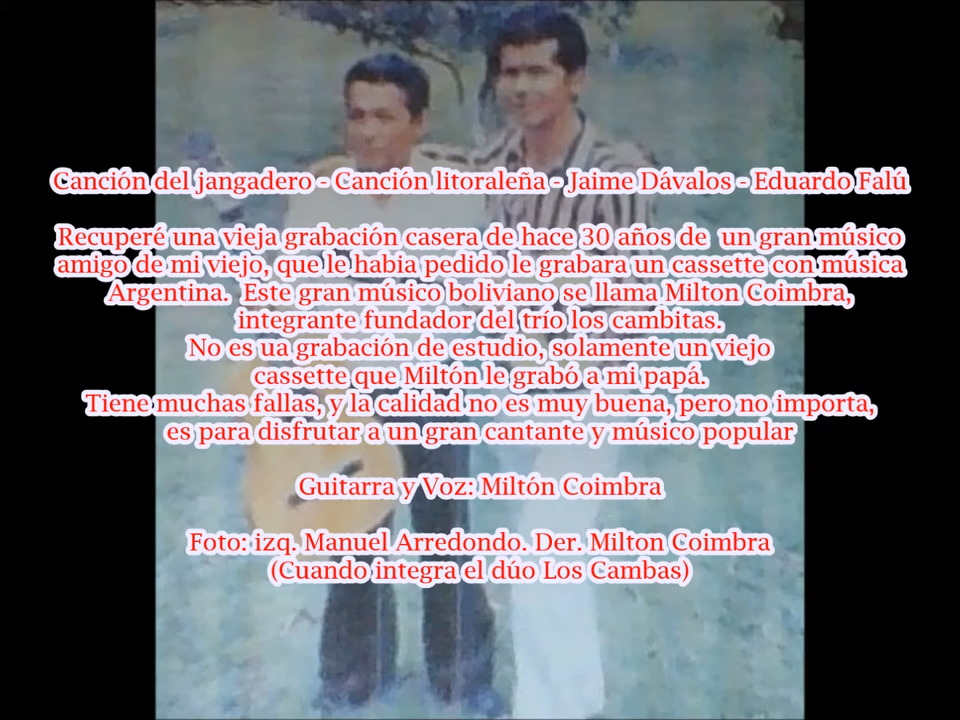 Canción del jangadero - Canción litoraleña - Jaime Dávalos - Eduardo Falú
Recuperé una vieja grabación casera de hace 30 años de  un gran músico
amigo de mi viejo, que le habia pedido le grabara un cassette con música
Argentina.  Este gran músico boliviano se llama Milton Coimbra,
integrante fundador del trío los cambitas.
No es ua grabación de estudio, solamente un viejo
cassette que Miltón le grabó a mi papá.
Tiene muchas fallas, y la calidad no es muy buena, pero no importa,
es para disfrutar a un gran cantante y músico popular
Guitarra y Voz: Miltón Coimbra
Foto: izq. Manuel Arredondo. Der. Milton Coimbra
(Cuando integra el dúo Los Cambas)